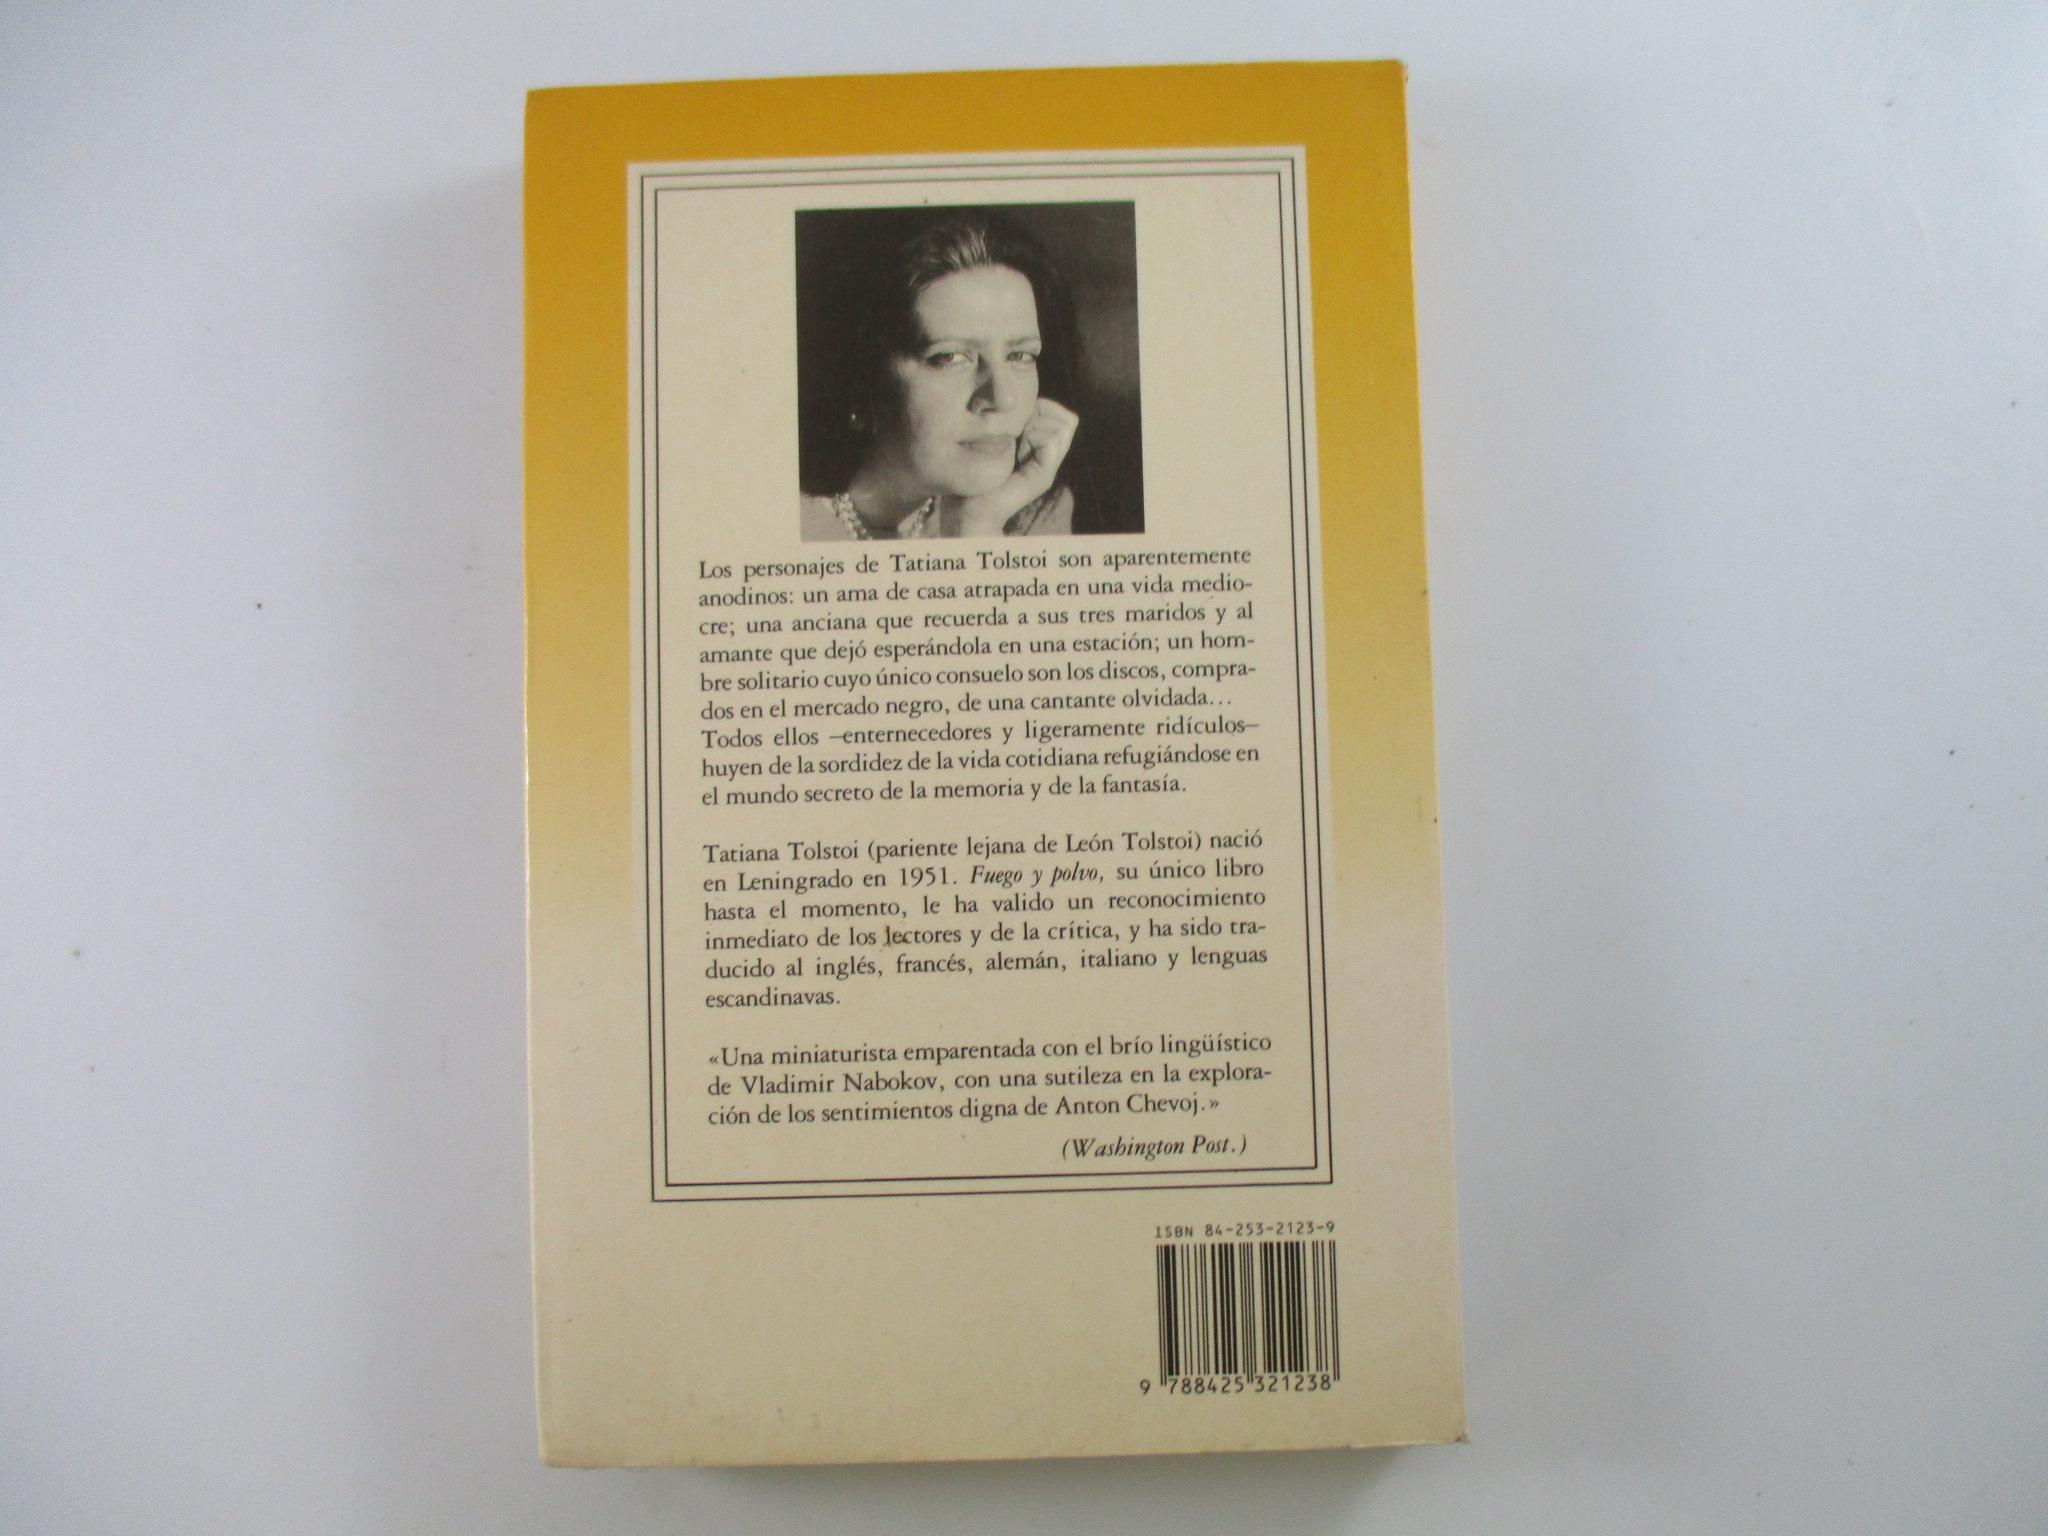 Los personajes de Tatiana Tolstoi son aparentemente
anodinos: un ama de casa atrapada en una vida medio-
cre; una anciana que recuerda a sus tres maridos y al
amante que dejó esperándola en una estación; un hom-
bre solitario cuyo único consuelo son los discos, compra-
dos en el mercado negro, de una cantante olvidada...
Todos ellos —enternecedores y ligeramente ridículos—
huyen de la sordidez de la vida cotidiana refugiándose en
el mundo secreto de la memoria y de la fantasía.
Tatiana Tolstoi (pariente lejana de León Tolstoi) nació
en Leningrado en 1951. Fuego y polvo, su único libro
hasta el momento, le ha valido un reconocimiento
inmediato de los lectores y de la crítica, y ha sido tra-
ducido al inglés, francés, alemán, italiano y lenguas
escandinavas.
«Una miniaturista emparentada con el brío lingüístico
de Vladimir Nabokov, con una sutileza en la explora-
ción de los sentimientos digna de Anton Chevoj.»
(Washington Post.)
ISBN 84-253-2123-9
9 788425 321238